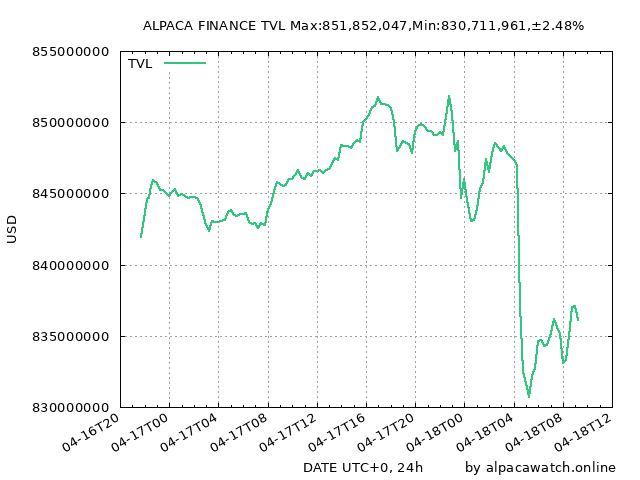 ALPACA FINANCE TVL Max:851,852,047,Min:830,711,961,±2.48%
TVL
855000000
850000000
845000000
840000000
835000000
830000000
USD
04-16T20
04-17T00
04-17T04
04-17T08
04-17T12
04-17T16
04-17T20
04-18T00
04-18T04
04-18T08
04-18T12
DATE UTC+0, 24h
by alpacawatch.online